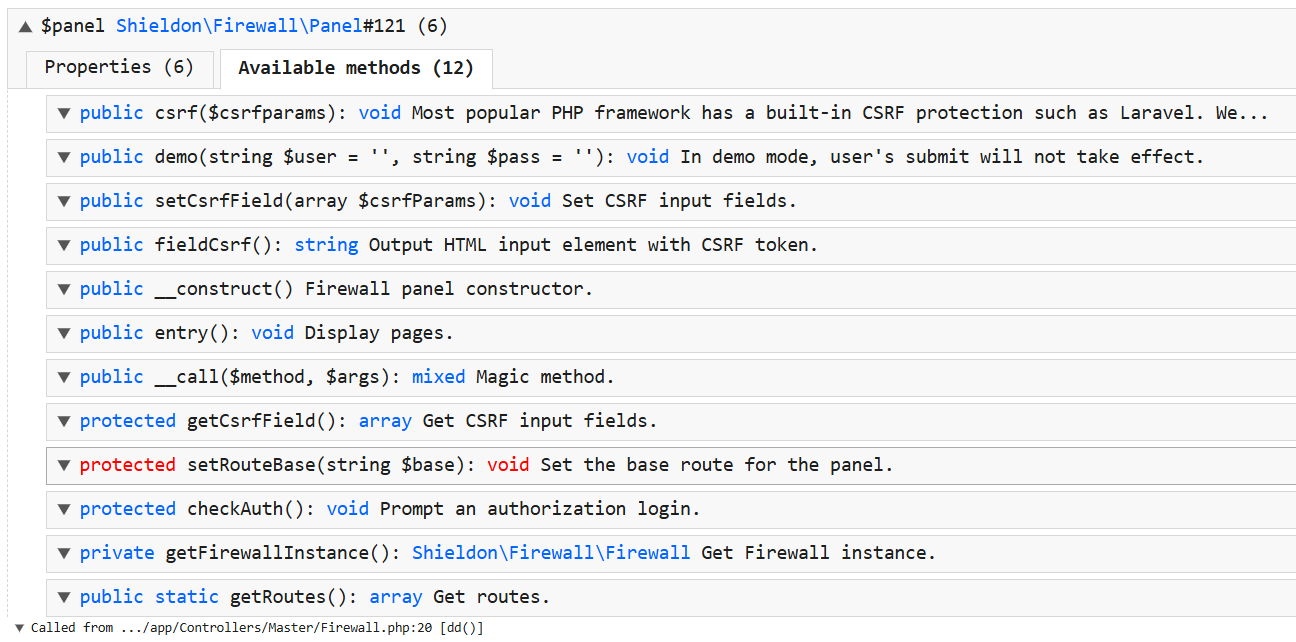 ▲ $panel Shieldon\Firewall\Panel#121 (6)
Properties (6) Available methods (12)
▼ public csrf($csrfparams): void Most popular PHP framework has a built-in CSRF protection such as Laravel. We...
▼ public demo(string $user = '', string $pass = ''): void In demo mode, user's submit will not take effect.
▼ public setCsrfField(array $csrfParams): void Set CSRF input fields.
▼ public fieldCsrf(): string Output HTML input element with CSRF token.
▼ public __construct() Firewall panel constructor.
▼ public entry(): void Display pages.
▼ public __call($method, $args): mixed Magic method.
▼ protected getCsrfField(): array Get CSRF input fields.
▼ protected setRouteBase(string $base): void Set the base route for the panel.
▼ protected checkAuth(): void Prompt an authorization login.
▼ private getFirewallInstance(): Shieldon\Firewall\Firewall Get Firewall instance.
▼ public static getRoutes(): array Get routes.
▼ Called from .../app/Controllers/Master/Firewall.php:20 [dd()]